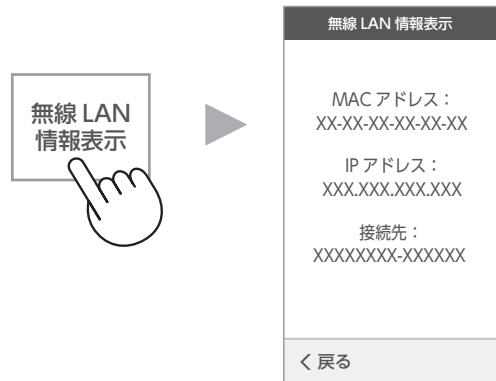 無線 LAN
情報表示
無線 LAN 情報表示
MAC アドレス：
XX-XX-XX-XX-XX-XX
IP アドレス：
XXX.XXX.XXX.XXX
接続先：
XXXXXXXX-XXXXXX
戻る